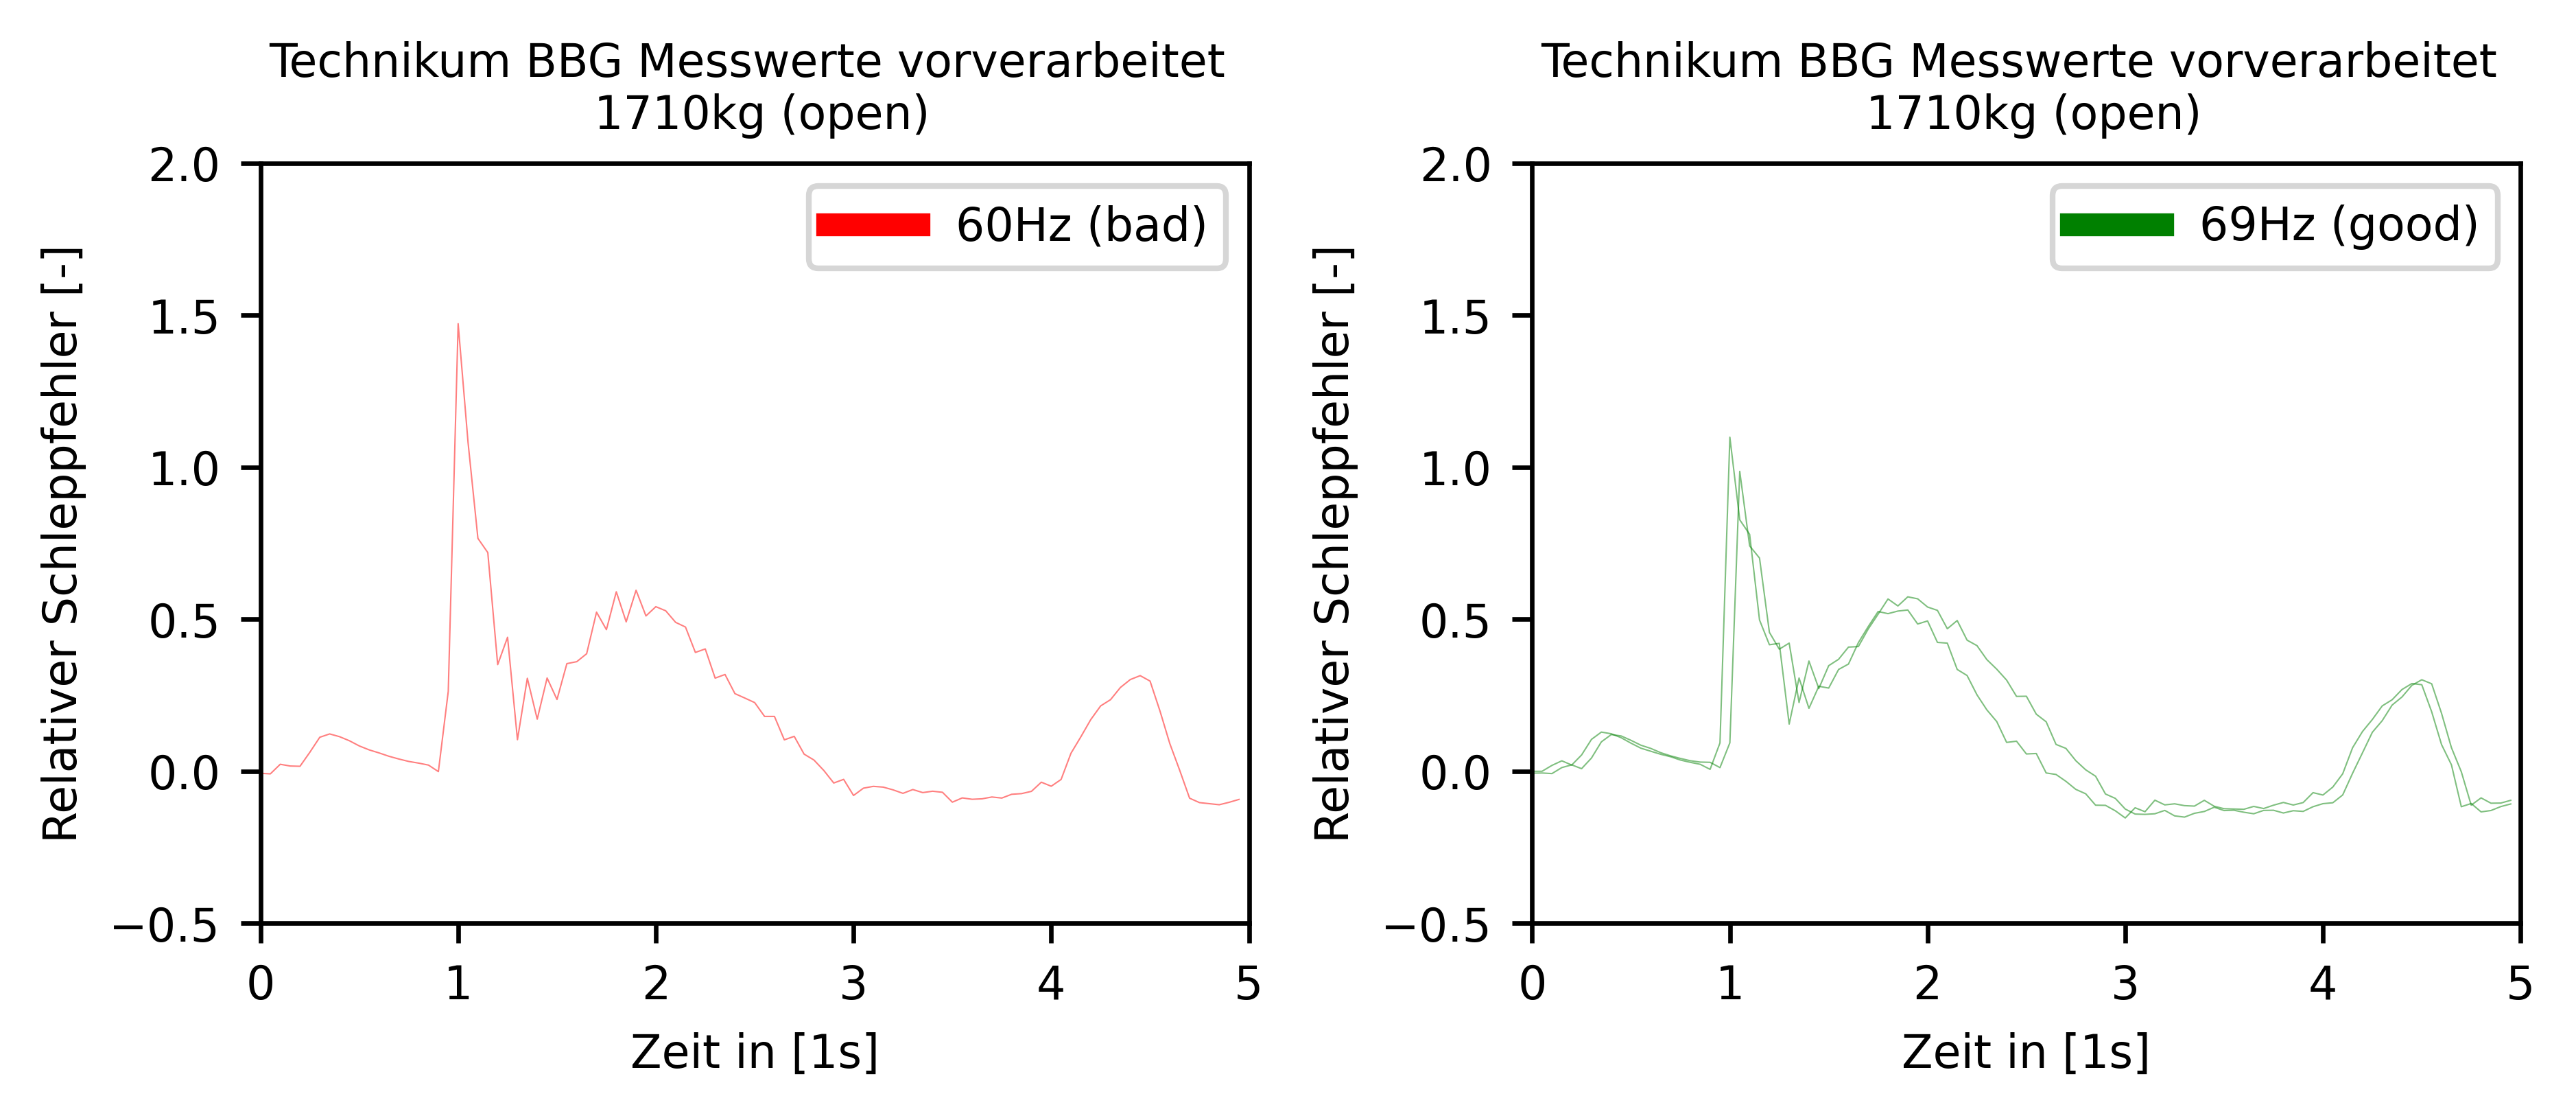 Technikum BBG Messwerte vorverarbeitet
1710kg (open)
2.0
1.5
1.0
0.5
0.0
−0.5
Relativer Schleppfehler [-]
60Hz (bad)
0 1 2 3 4 5
Zeit in [1s]
Technikum BBG Messwerte vorverarbeitet
1710kg (open)
2.0
1.5
1.0
0.5
0.0
−0.5
Relativer Schleppfehler [-]
69Hz (good)
0 1 2 3 4 5
Zeit in [1s]